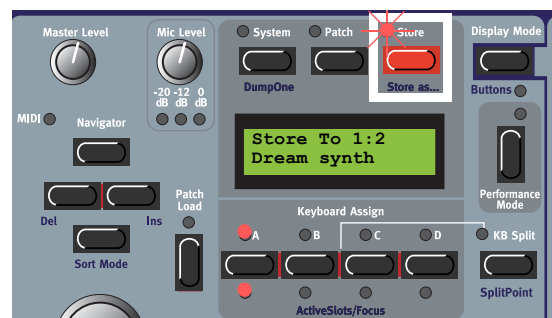 Master Level
Mic Level
System
Patch
Store
Display Mode
DumpOne
Store as...
-20 -12 0
dB dB dB
Buttons
MIDI
Navigator
Store To 1:2
Dream synth
Performance
Mode
Patch
Load
Del
Ins
Keyboard Assign
A
B
C
D
KB Split
Sort Mode
SplitPoint
ActiveSlots/Focus